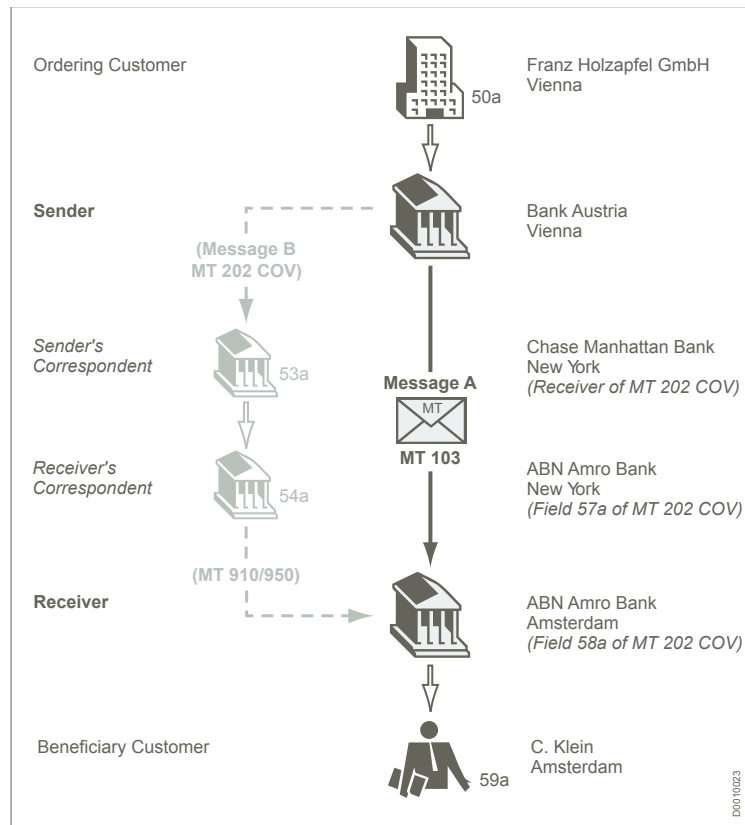 Ordering Customer
50a
Franz Holzapfel GmbH
Vienna
Sender
Bank Austria
Vienna
(Message B
MT 202 COV)
Sender's
Correspondent
53a
Chase Manhattan Bank
New York
(Receiver of MT 202 COV)
Message A
MT
MT 103
Receiver's
Correspondent
54a
ABN Amro Bank
New York
(Field 57a of MT 202 COV)
(MT 910/950)
Receiver
ABN Amro Bank
Amsterdam
(Field 58a of MT 202 COV)
Beneficiary Customer
59a
C. Klein
Amsterdam
D0010023